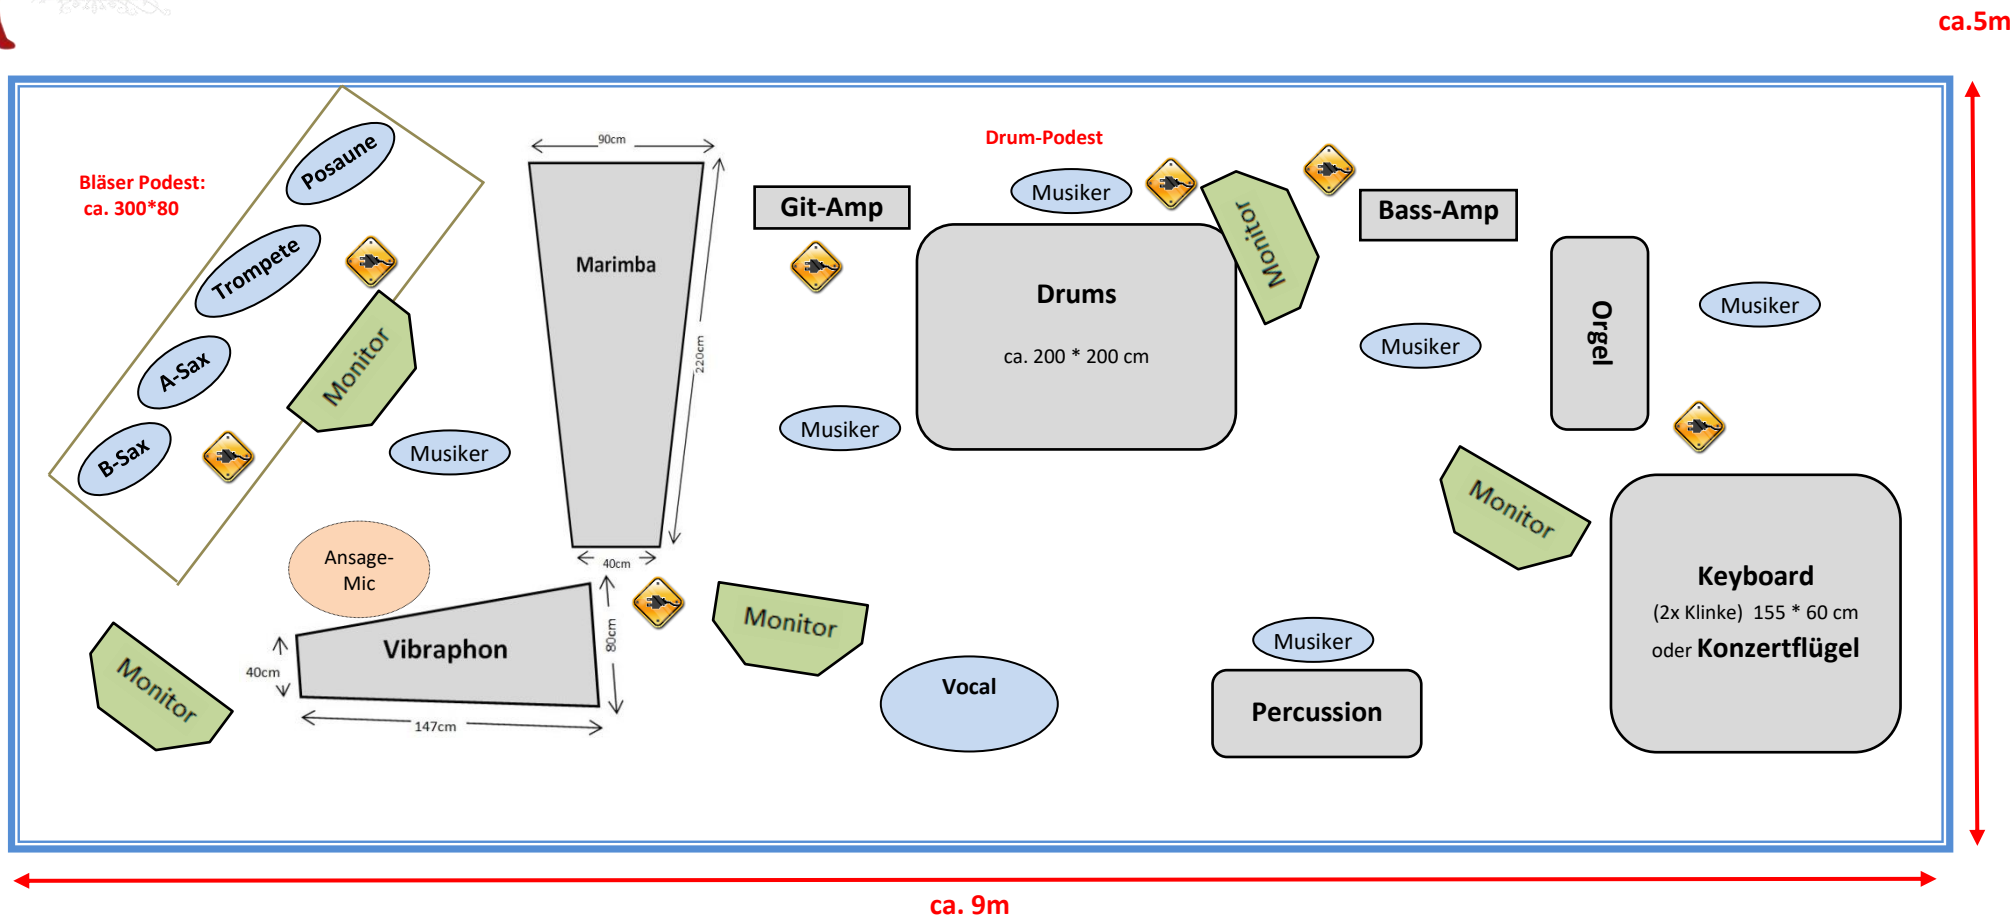 ca.5m
Bläser Podest:
ca. 300*80
Posaune
Trompete
A-Sax
B-Sax
Monitor
Musiker
Ansage-
Mic
Monitor
90cm
Marimba
220cm
40cm
Vibraphon
40cm
80cm
147cm
Git-Amp
Musiker
Monitor
Vocal
Drum-Podest
Musiker
Drums
ca. 200 * 200 cm
Monitor
Bass-Amp
Musiker
Orgel
Musiker
Monitor
Musiker
Percussion
Keyboard
(2x Klinke) 155 * 60 cm
oder Konzertflügel
ca. 9m